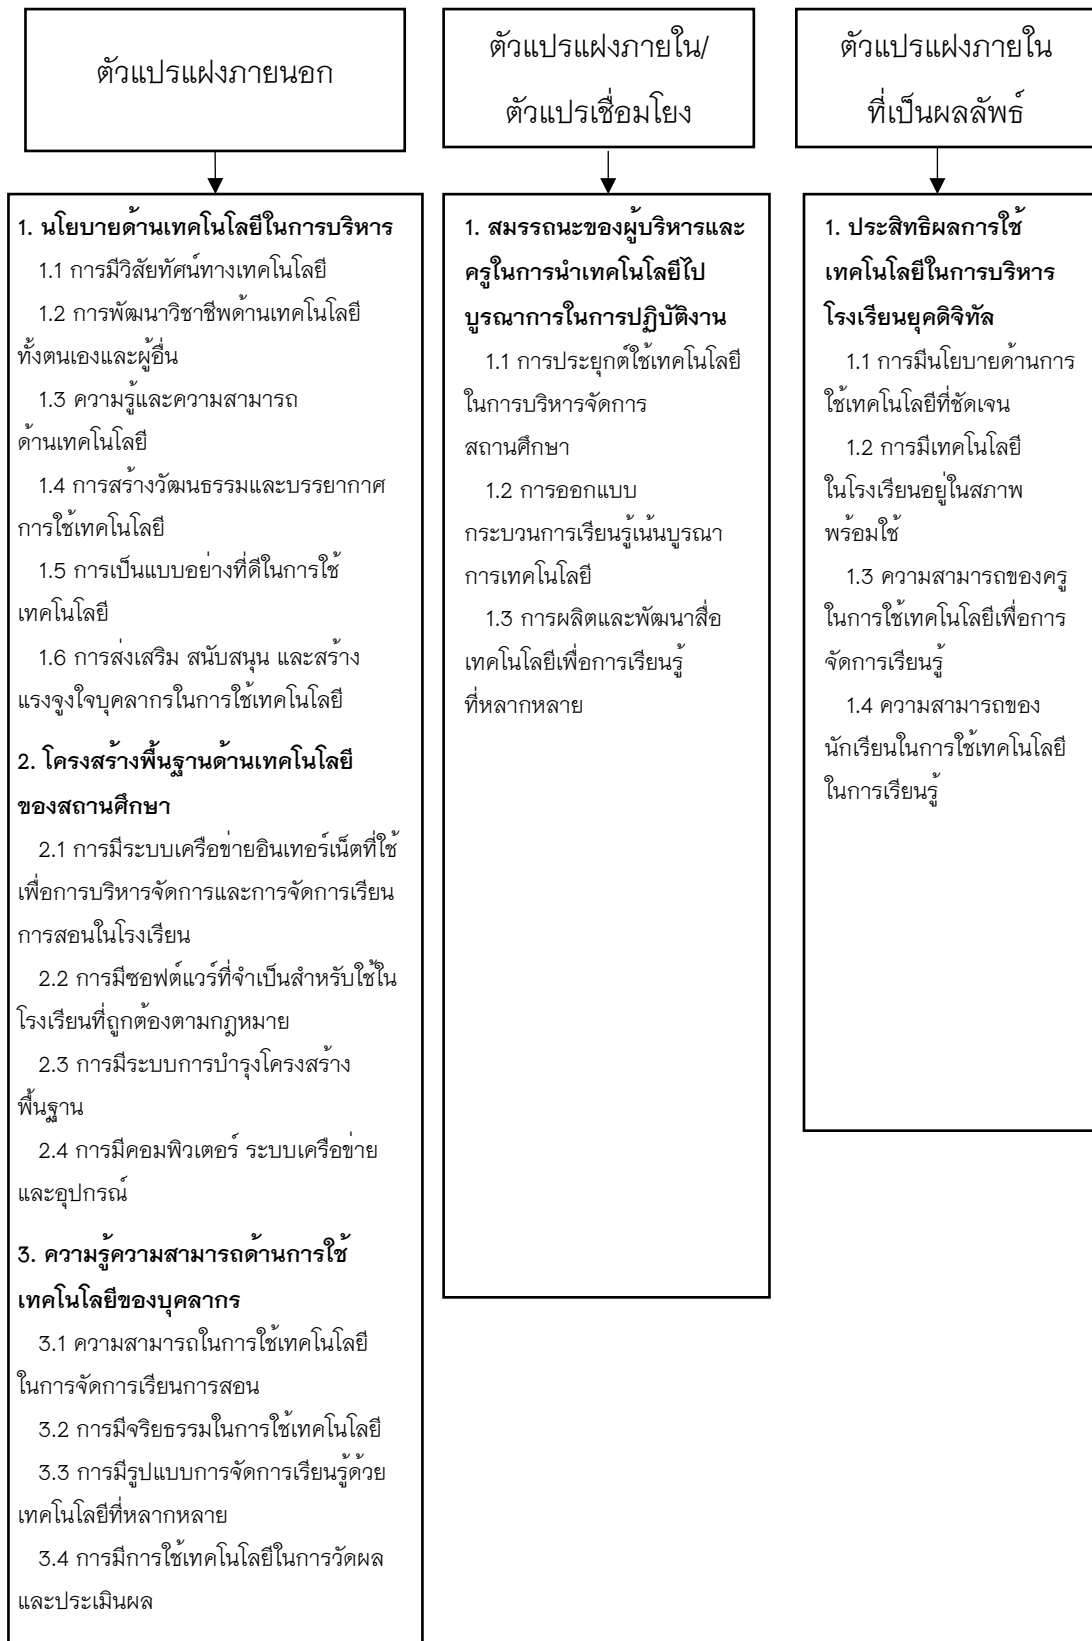 ตัวแปรแฝงภายนอก
ตัวแปรแฝงภายใน/
ตัวแปรเชื่อมโยง
ตัวแปรแฝงภายใน
ที่เป็นผลลัพธ์
1. นโยบายด้านเทคโนโลยีในการบริหาร
1.1 การมีวิสัยทัศน์ทางเทคโนโลยี
1.2 การพัฒนาวิชาชีพด้านเทคโนโลยี
ทั้งตนเองและผู้อื่น
1.3 ความรู้และความสามารถ
ด้านเทคโนโลยี
1.4 การสร้างวัฒนธรรมและบรรยากาศ
การใช้เทคโนโลยี
1.5 การเป็นแบบอย่างที่ดีในการใช้
เทคโนโลยี
1.6 การส่งเสริม สนับสนุน และสร้าง
แรงจูงใจบุคลากรในการใช้เทคโนโลยี
2. โครงสร้างพื้นฐานด้านเทคโนโลยี
ของสถานศึกษา
2.1 การมีระบบเครือข่ายอินเทอร์เน็ตที่ใช้
เพื่อการบริหารจัดการและการจัดการเรียน
การสอนในโรงเรียน
2.2 การมีซอฟต์แวร์ที่จำเป็นสำหรับใช้ใน
โรงเรียนที่ถูกต้องตามกฎหมาย
2.3 การมีระบบการบำรุงโครงสร้าง
พื้นฐาน
2.4 การมีคอมพิวเตอร์ ระบบเครือข่าย
และอุปกรณ์
3. ความรู้ความสามารถด้านการใช้
เทคโนโลยีของบุคลากร
3.1 ความสามารถในการใช้เทคโนโลยี
ในการจัดการเรียนการสอน
3.2 การมีจริยธรรมในการใช้เทคโนโลยี
3.3 การมีรูปแบบการจัดการเรียนรู้ด้วย
เทคโนโลยีที่หลากหลาย
3.4 การมีการใช้เทคโนโลยีในการวัดผล
และประเมินผล
1. สมรรถนะของผู้บริหารและ
ครูในการนำเทคโนโลยีไป
บูรณาการในการปฏิบัติงาน
1.1 การประยุกต์ใช้เทคโนโลยี
ในการบริหารจัดการ
สถานศึกษา
1.2 การออกแบบ
กระบวนการเรียนรู้เน้นบูรณา
การเทคโนโลยี
1.3 การผลิตและพัฒนาสื่อ
เทคโนโลยีเพื่อการเรียนรู้
ที่หลากหลาย
1. ประสิทธิผลการใช้
เทคโนโลยีในการบริหาร
โรงเรียนยุคดิจิทัล
1.1 การมีนโยบายด้านการ
ใช้เทคโนโลยีที่ชัดเจน
1.2 การมีเทคโนโลยี
ในโรงเรียนอยู่ในสภาพ
พร้อมใช้
1.3 ความสามารถของครู
ในการใช้เทคโนโลยีเพื่อการ
จัดการเรียนรู้
1.4 ความสามารถของ
นักเรียนในการใช้เทคโนโลยี
ในการเรียนรู้